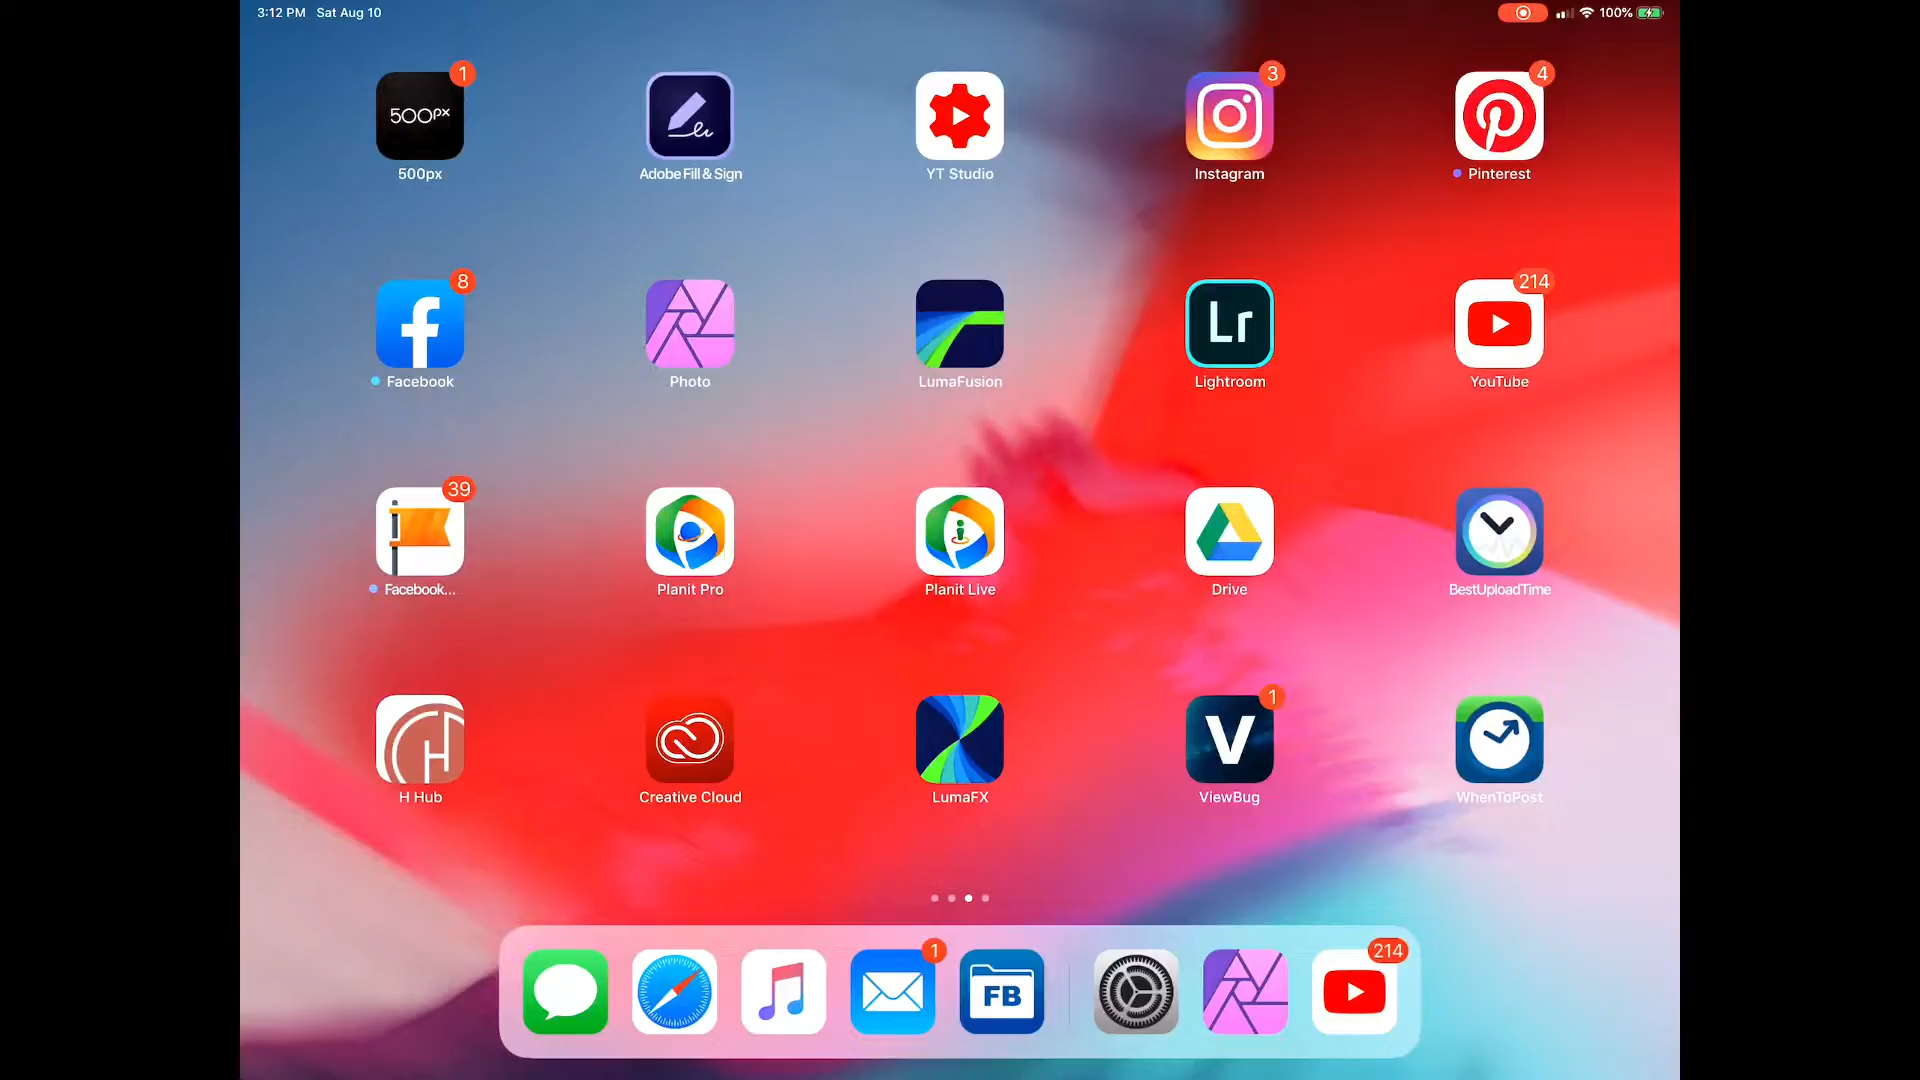 3:12 PM Sat Aug 10
100%
1
3
4
500px
500px
Adobe Fill & Sign
YT Studio
Instagram
Pinterest
8
214
Lr
Facebook
Photo
LumaFusion
Lightroom
YouTube
39
Facebook...
Planit Pro
Planit Live
Drive
BestUploadTime
1
H
V
H Hub
Creative Cloud
LumaFX
ViewBug
WhenToPost
1
214
FB